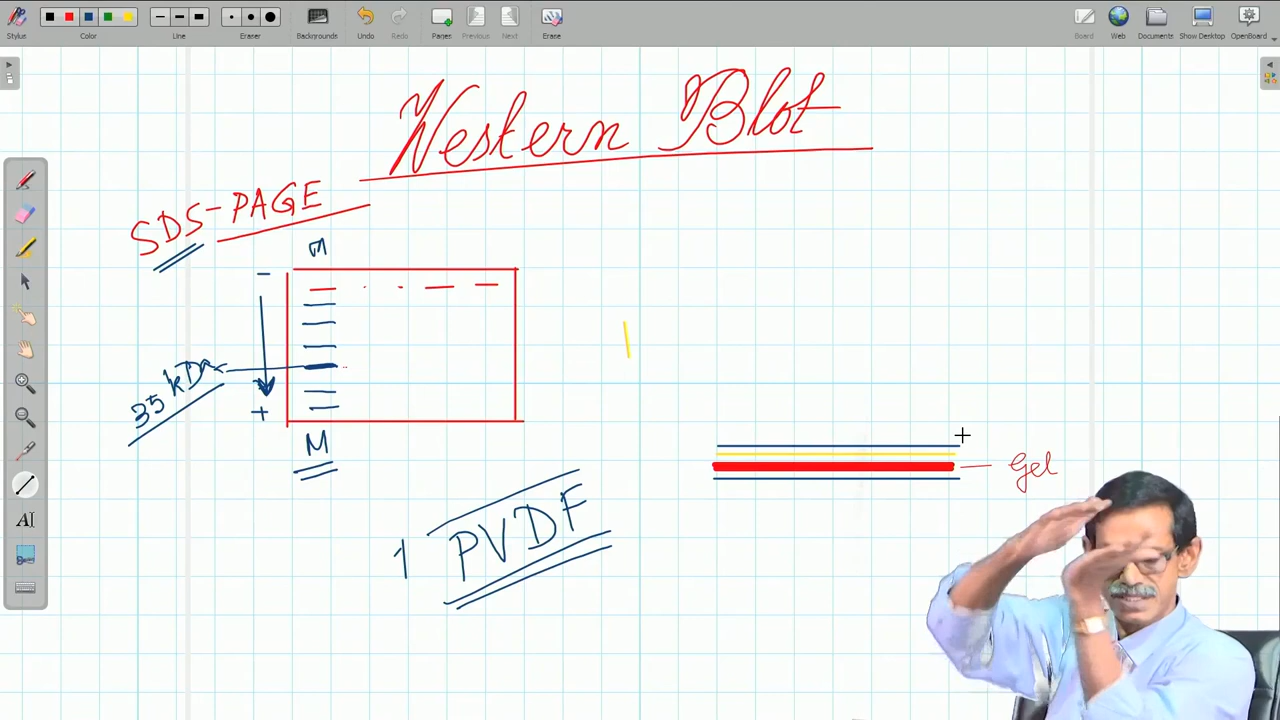 Stylus Color Line Eraser Backgrounds Undo Redo Pages Previous Next Erase Board Web Documents Show Desktop OpenBoard
Western Blot
SDS-PAGE
M
-
35 kDa
+
M
+
Gel
1 PVDF
AI